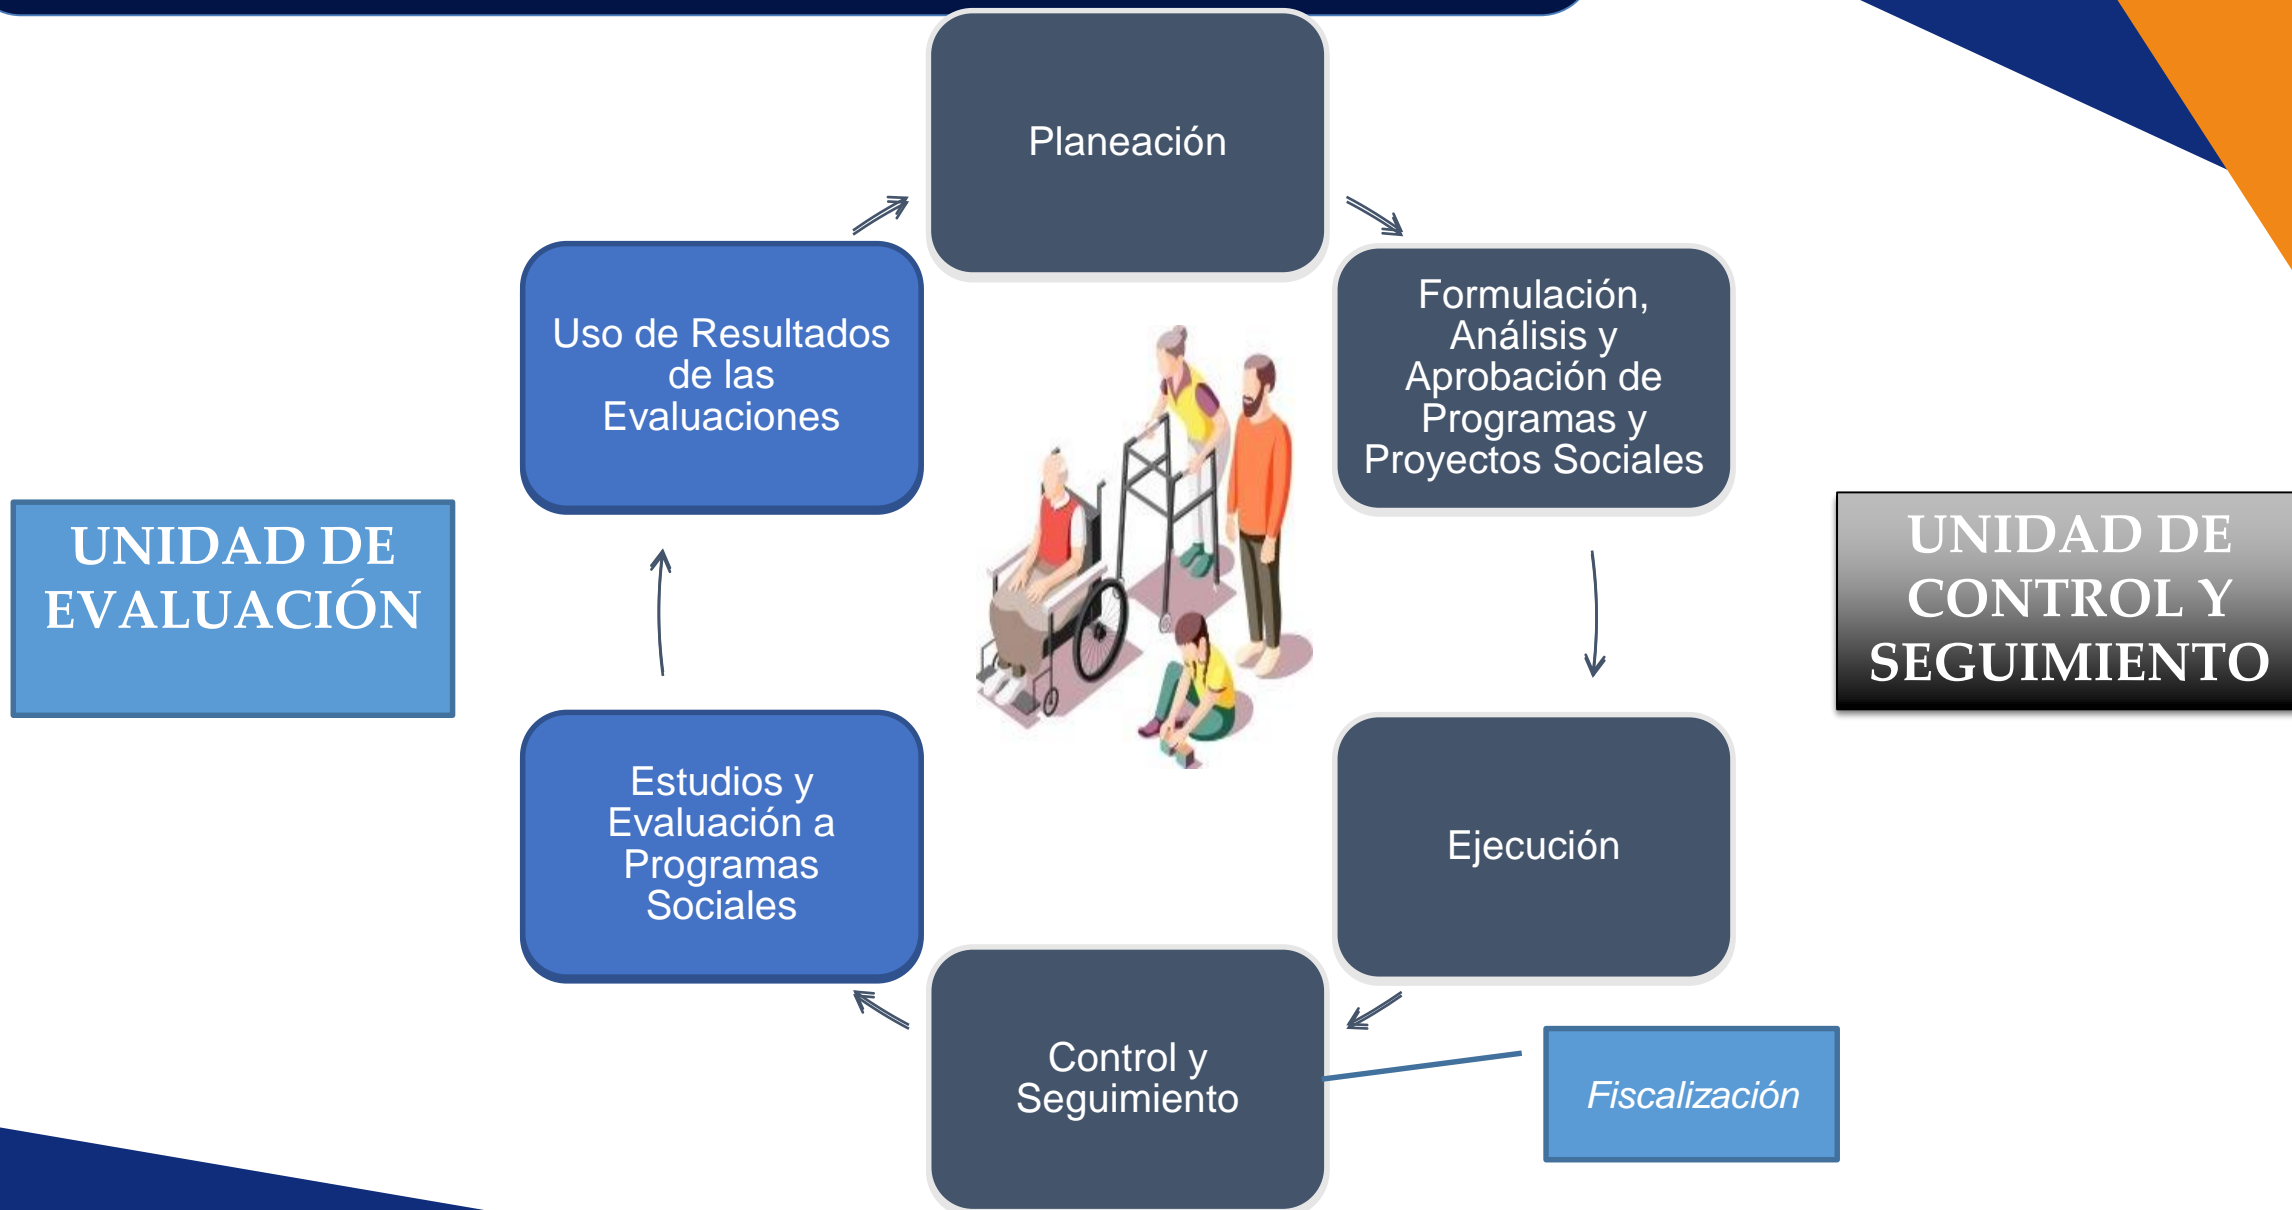 Planeación
Formulación,
Análisis y
Aprobación de
Programas y
Proyectos Sociales
Ejecución
Control y
Seguimiento
Fiscalización
Estudios y
Evaluación a
Programas
Sociales
Uso de Resultados
de las
Evaluaciones
UNIDAD DE
EVALUACIÓN
UNIDAD DE
CONTROL Y
SEGUIMIENTO